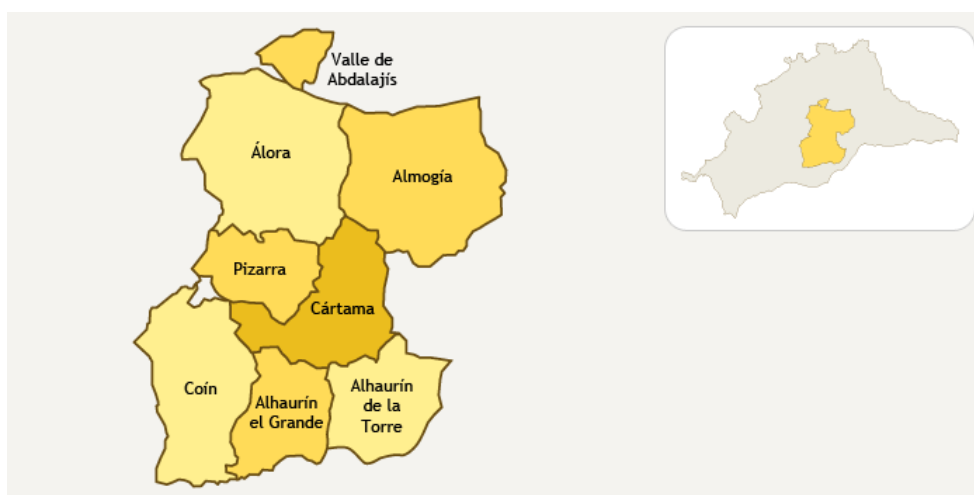 Valle de
Abdalajís
Álora
Almogía
Pizarra
Cártama
Coín
Alhaurín
el Grande
Alhaurín
de la
Torre